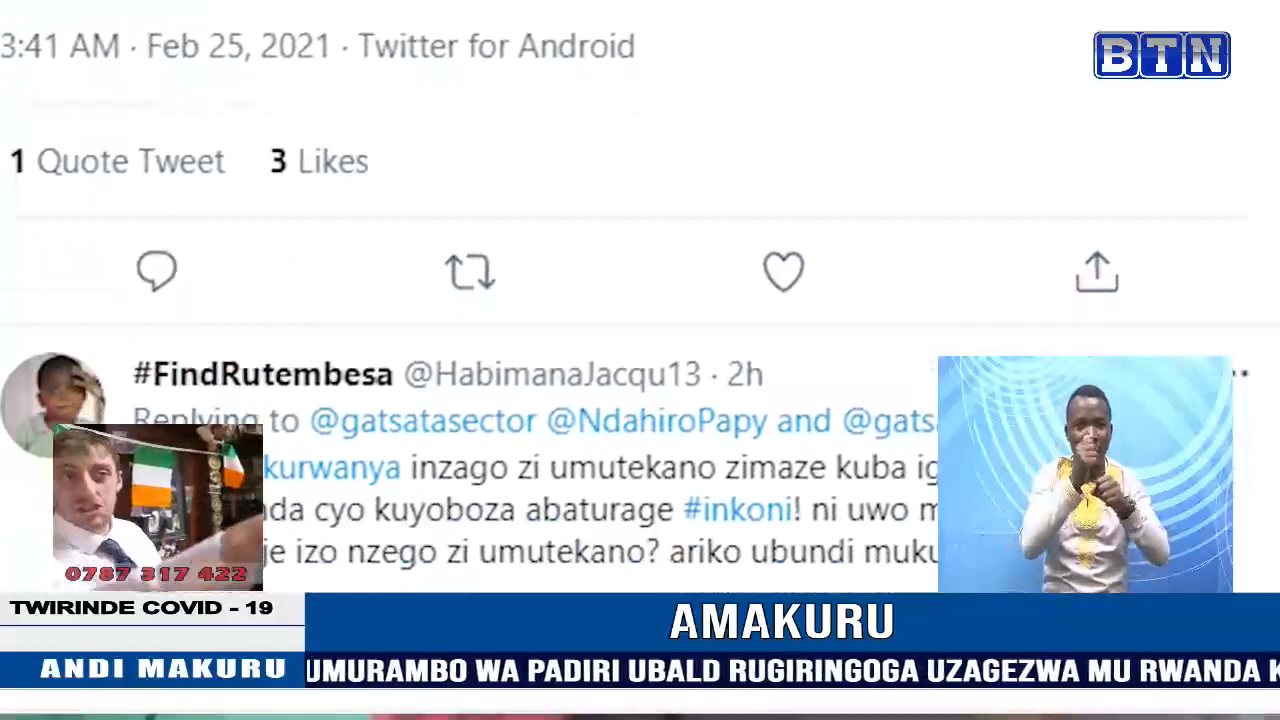 3:41 AM · Feb 25, 2021 · Twitter for Android
BTN
1 Quote Tweet 3 Likes
#FindRutembesa @HabimanaJacqu13 · 2h
Replying to @gatsatasector @NdahiroPapy and
kurwanya inzago zi umutekano zimaze kuba
cyo kuyoboza abaturage #inkoni! ni uwo
izo nzego zi umutekano? ariko ubundi
0787 317 422
TWIRINDE COVID - 19
AMAKURU
ANDI MAKURU
UMURAMBO WA PADIRI UBALD RUGIRINGOGA UZAGEZWA MU RWANDA